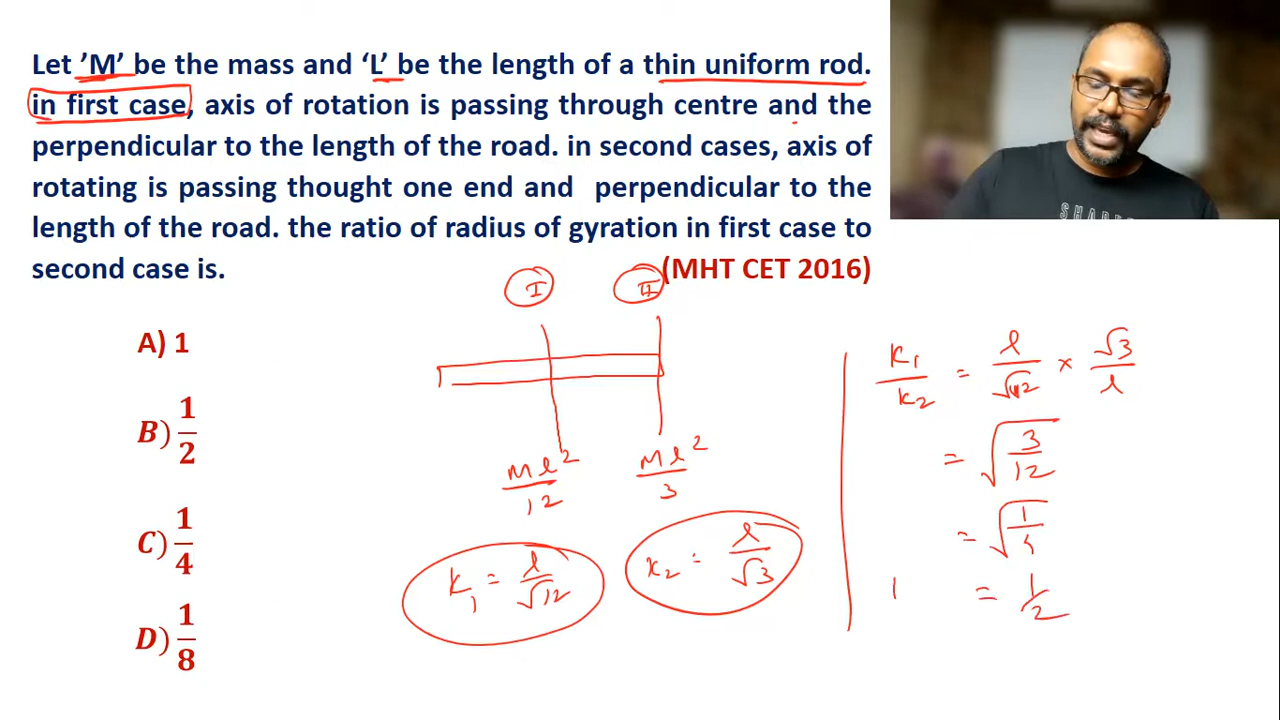 Let ’M’ be the mass and ‘L’ be the length of a thin uniform rod.
in first case, axis of rotation is passing through centre and the
perpendicular to the length of the road. in second cases, axis of
rotating is passing thought one end and perpendicular to the
length of the road. the ratio of radius of gyration in first case to
second case is.
(MHT CET 2016)
A) 1
B) 1/2
C) 1/4
D) 1/8
I
II
Ml²/12
Ml²/3
K₁ = l/√12
K₂ = l/√3
K₁/K₂ = l/√12 × √3/l
= √(3/12)
= √(1/4)
= 1/2